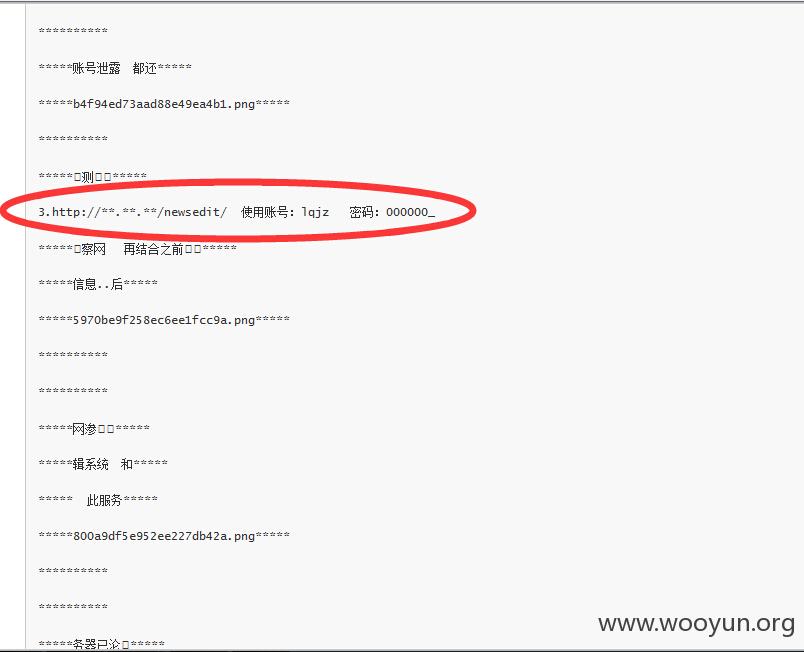 **********
*****账号泄露 都还*****
*****b4f94ed73aad88e49ea4b1.png*****
**********
*****□测□□*****
3.http://**.**.**/newsedit/ 使用账号：lqjz 密码：000000_
*****□察网 再结合之前□□*****
*****信息..后*****
*****5970be9f258ec6ee1fcc9a.png*****
**********
**********
*****网渗□□*****
*****辑系统 和*****
***** 此服务*****
*****800a9df5e952ee227db42a.png*****
**********
**********
*****务器已沦□*****
www.wooyun.org